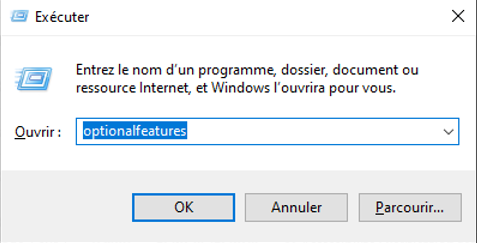 Exécuter
Entrez le nom d'un programme, dossier, document ou
ressource Internet, et Windows l'ouvrira pour vous.
Ouvrir : optionalfeatures
OK Annuler Parcourir...